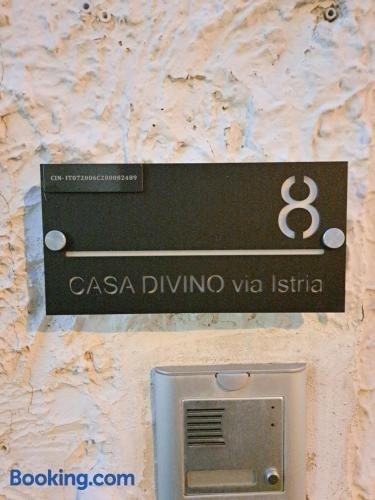 CIN-IT072006C200082489
8
CASA DIVINO via Istria
Booking.com